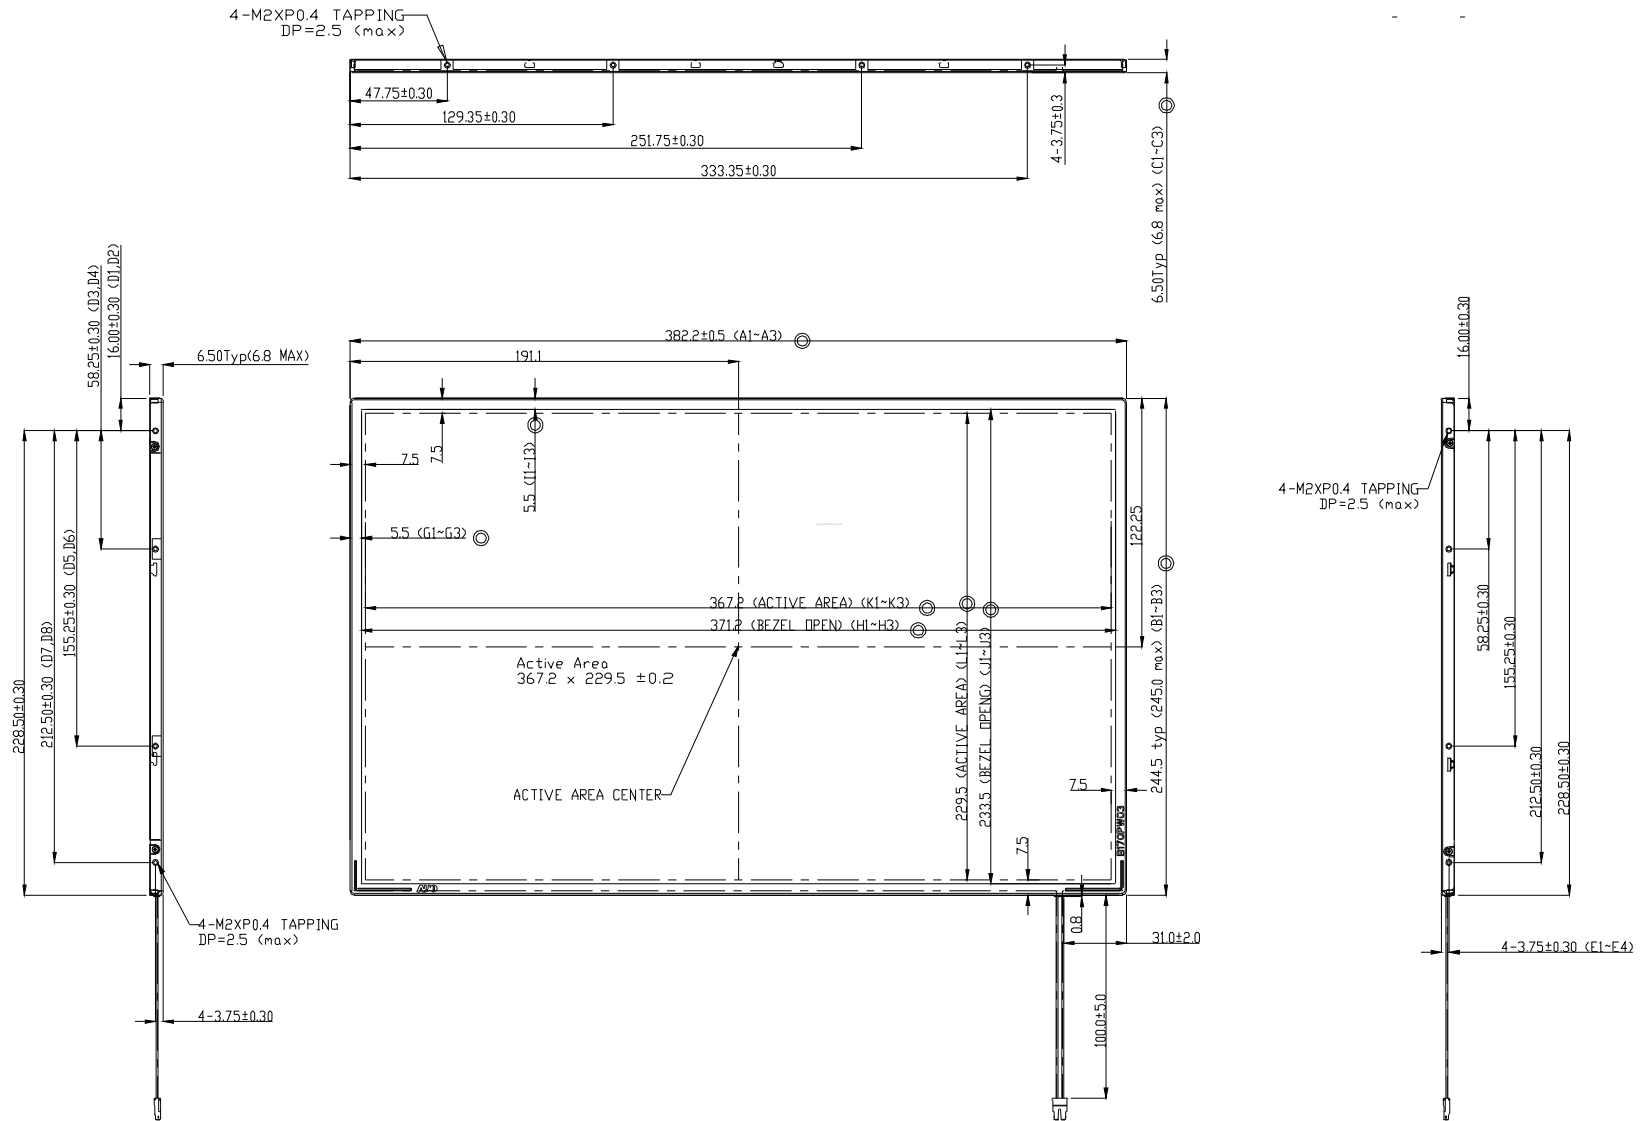 4-M2XP0.4 TAPPING
DP=2.5 (max)
47.75±0.30
129.35±0.30
251.75±0.30
333.35±0.30
4-3.75±0.3
6.50Typ (6.8 max) (C1~C3)
58.25±0.30 (D3,D4)
16.00±0.30 (D1,D2)
6.50Typ(6.8 MAX)
228.50±0.30
212.50±0.30 (D7,D8)
155.25±0.30 (D5,D6)
4-M2XP0.4 TAPPING
DP=2.5 (max)
4-3.75±0.30
382.2±0.5 (A1~A3)
191.1
7.5
7.5
5.5 (I1~I3)
5.5 (G1~G3)
122.25
367.2 (ACTIVE AREA) (K1~K3)
371.2 (BEZEL OPEN) (H1~H3)
Active Area
367.2 x 229.5 ±0.2
ACTIVE AREA CENTER
229.5 (ACTIVE AREA) (L1~L3)
233.5 (BEZEL OPENG) (J1~J3)
244.5 typ (245.0 max) (B1~B3)
7.5
7.5
B170PW03
AUO
0.8
31.0±2.0
100.0±5.0
16.00±0.30
4-M2XP0.4 TAPPING
DP=2.5 (max)
58.25±0.30
155.25±0.30
212.50±0.30
228.50±0.30
4-3.75±0.30 (E1~E4)